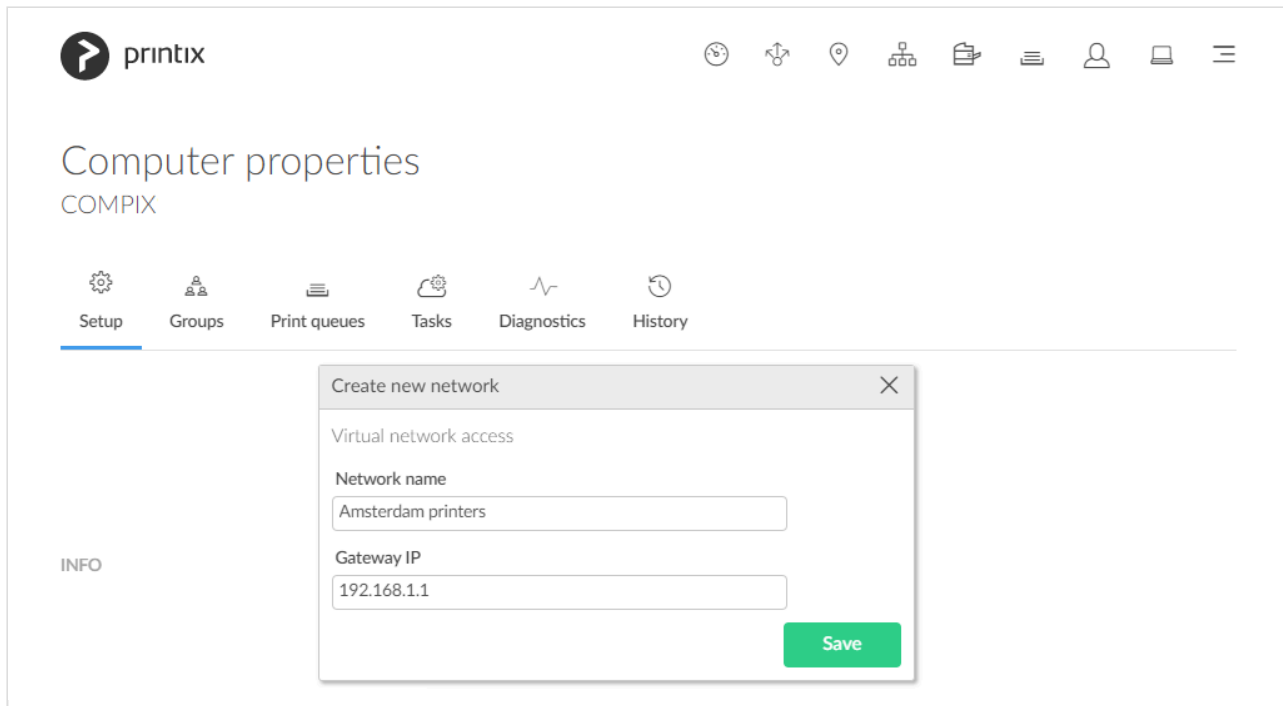 printix
Computer properties
COMPIX
Setup Groups Print queues Tasks Diagnostics History
Create new network
Virtual network access
Network name
Amsterdam printers
Gateway IP
INFO
192.168.1.1
Save